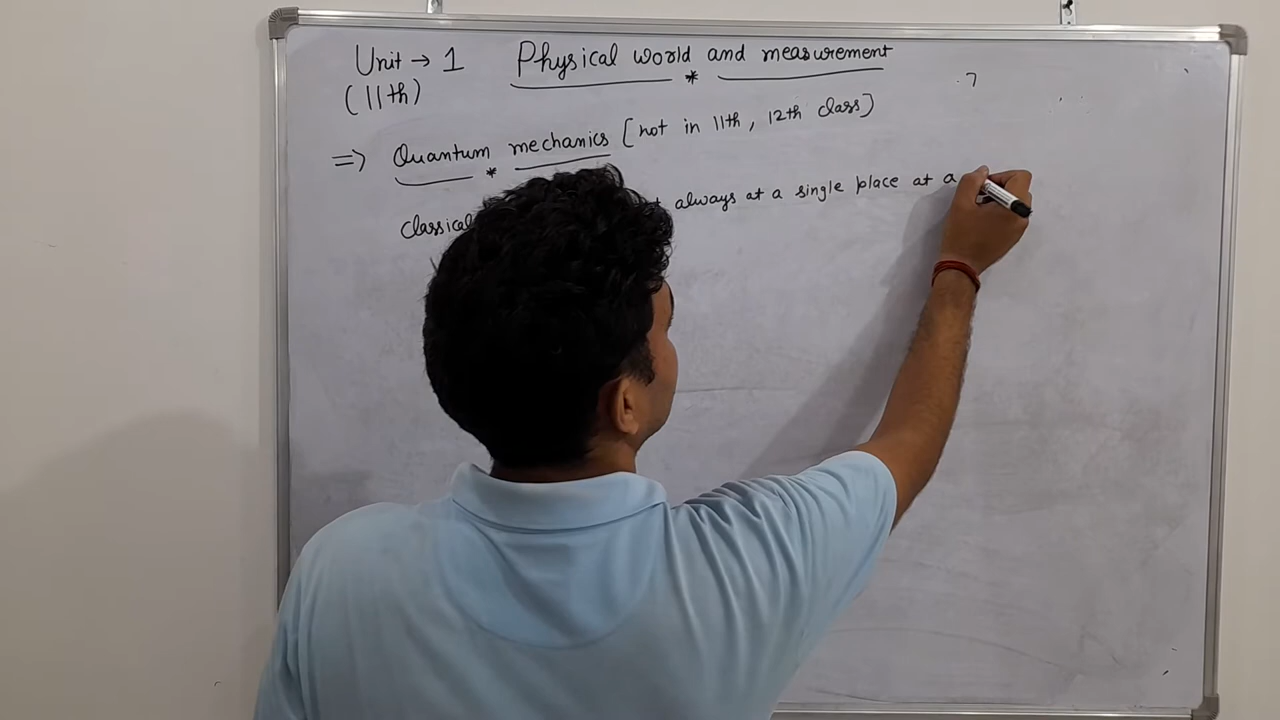 Unit → 1 Physical world and measurement
(11th) *
=> Quantum mechanics [not in 11th, 12th class)
*
Classical always at a single place at a